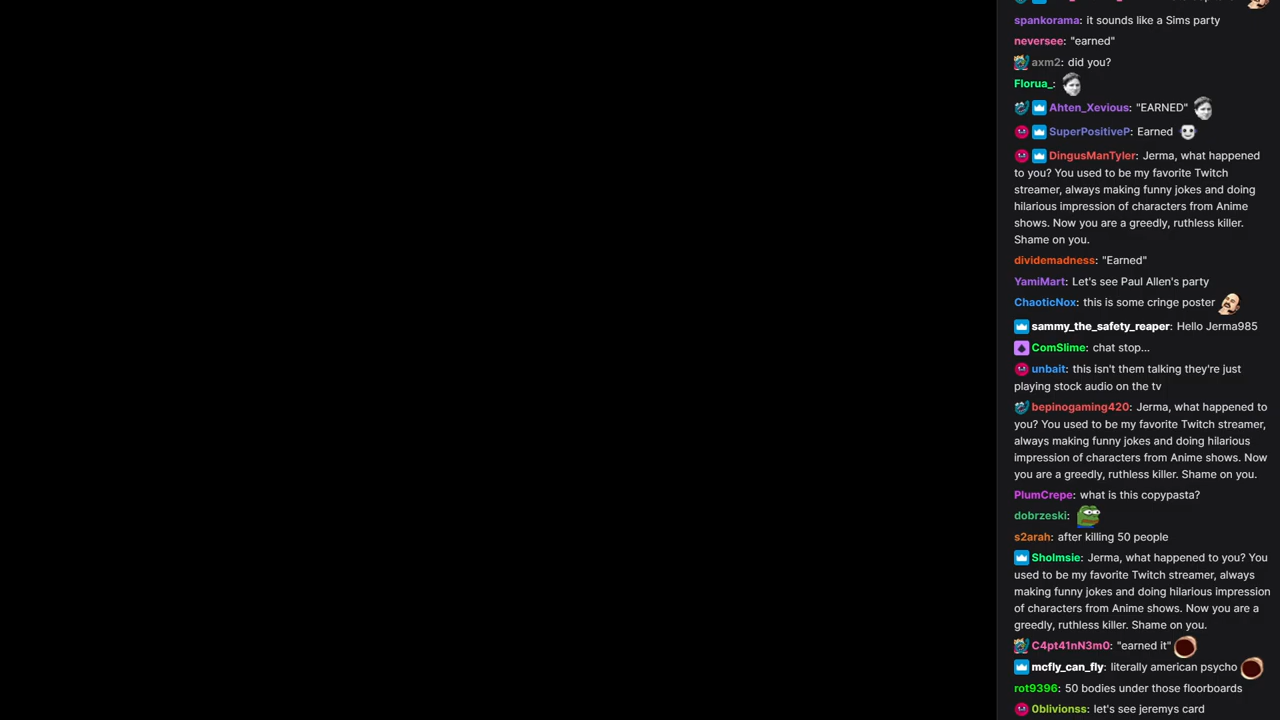 spankorama: it sounds like a Sims party
neversee: "earned"
axm2: did you?
Florua_:
Ahten_Xevious: "EARNED"
SuperPositiveP: Earned
DingusManTyler: Jerma, what happened
to you? You used to be my favorite Twitch
streamer, always making funny jokes and doing
hilarious impression of characters from Anime
shows. Now you are a greedly, ruthless killer.
Shame on you.
dividemadness: "Earned"
YamiMart: Let's see Paul Allen's party
ChaoticNox: this is some cringe poster
sammy_the_safety_reaper: Hello Jerma985
ComSlime: chat stop...
unbait: this isn't them talking they're just
playing stock audio on the tv
bepinogaming420: Jerma, what happened to
you? You used to be my favorite Twitch streamer,
always making funny jokes and doing hilarious
impression of characters from Anime shows. Now
you are a greedly, ruthless killer. Shame on you.
PlumCrepe: what is this copypasta?
dobrzeski:
s2arah: after killing 50 people
Sholmsie: Jerma, what happened to you? You
used to be my favorite Twitch streamer, always
making funny jokes and doing hilarious impression
of characters from Anime shows. Now you are a
greedly, ruthless killer. Shame on you.
C4pt41nN3m0: "earned it"
mcfly_can_fly: literally american psycho
rot9396: 50 bodies under those floorboards
0blivionss: let's see jeremys card